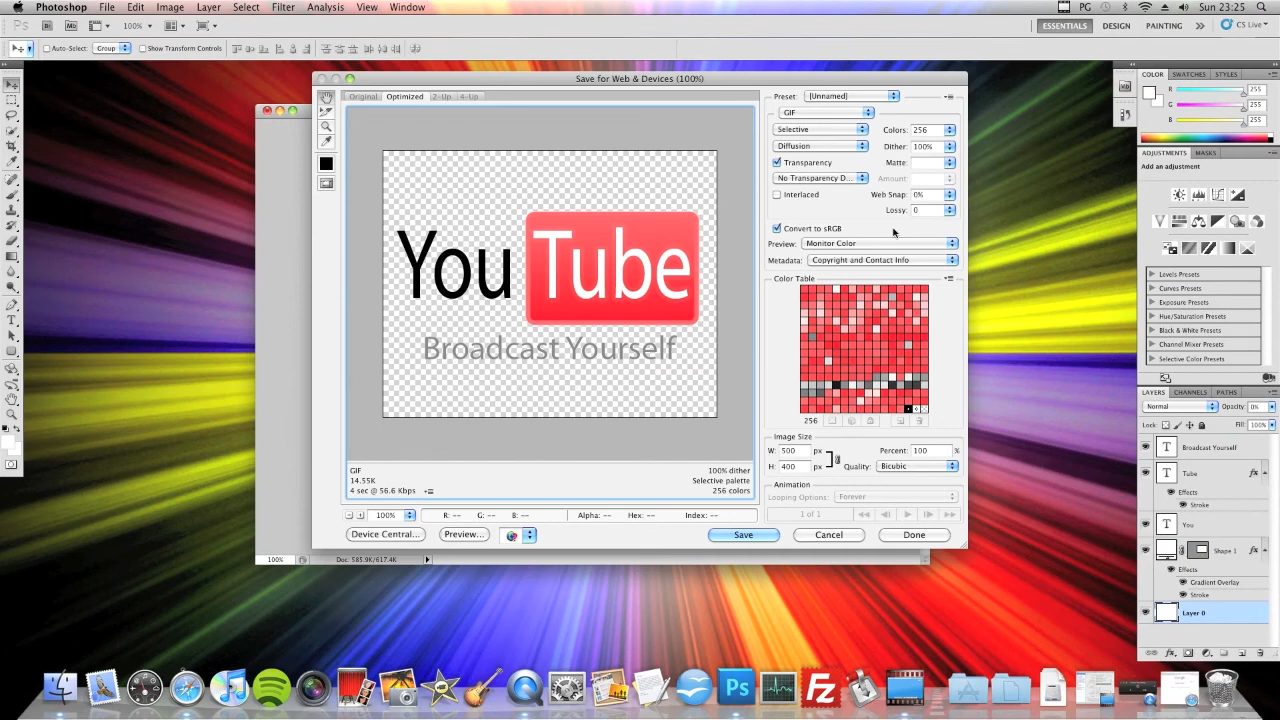 Photoshop File Edit Image Layer Select Filter Analysis View Window PG Sun 23:25
Ps Br Mb 100% ESSENTIALS DESIGN PAINTING >> CS Live
Auto-Select: Group Show Transform Controls
Save for Web & Devices (100%)
Original Optimized 2-Up 4-Up
Preset: [Unnamed]
GIF
Selective Colors: 256
Diffusion Dither: 100%
Transparency Matte:
No Transparency D... Amount:
Interlaced Web Snap: 0%
Lossy: 0
Convert to sRGB
Preview: Monitor Color
Metadata: Copyright and Contact Info
Color Table
256
You Tube
Broadcast Yourself
GIF 100% dither
14.55K Selective palette
4 sec @ 56.6 Kbps 256 colors
Image Size
W: 500 px Percent: 100 %
H: 400 px Quality: Bicubic
Animation
Looping Options: Forever
1 of 1
100% R: -- G: -- B: -- Alpha: -- Hex: -- Index: --
Device Central... Preview... Save Cancel Done
100% Doc: 585.9K/617.4K
COLOR SWATCHES STYLES
R 255
G 255
B 255
ADJUSTMENTS MASKS
Add an adjustment
Levels Presets
Curves Presets
Exposure Presets
Hue/Saturation Presets
Black & White Presets
Channel Mixer Presets
Selective Color Presets
LAYERS CHANNELS PATHS
Normal Opacity: 0%
Lock: Fill: 100%
T Broadcast Yourself
T Tube fx
Effects
Stroke
T You
Shape 1 fx
Effects
Gradient Overlay
Stroke
Layer 0
Ps